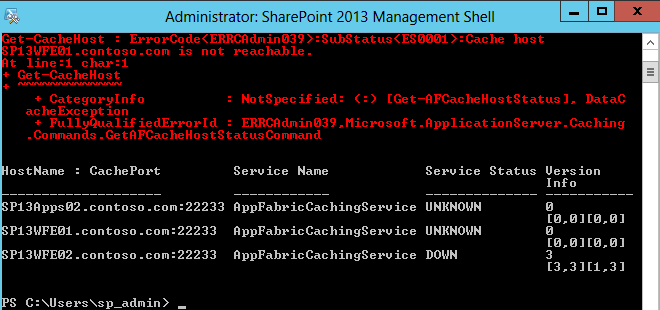 Administrator: SharePoint 2013 Management Shell
Get-CacheHost : ErrorCode<ERRCAdmin039>:SubStatus<ES0001>:Cache host
SP13WFE01.contoso.com is not reachable.
At line:1 char:1
+ Get-CacheHost
+ ~~~~~~~~~~~~~
+ CategoryInfo : NotSpecified: (:) [Get-AFCacheHostStatus], DataC
acheException
+ FullyQualifiedErrorId : ERRCAdmin039,Microsoft.ApplicationServer.Caching
.Commands.GetAFCacheHostStatusCommand
HostName : CachePort Service Name Service Status Version
Info
-------------------- ------------ -------------- -----------
SP13Apps02.contoso.com:22233 AppFabricCachingService UNKNOWN 0
[0,0][0,0]
SP13WFE01.contoso.com:22233 AppFabricCachingService UNKNOWN 0
[0,0][0,0]
SP13WFE02.contoso.com:22233 AppFabricCachingService DOWN 3
[3,3][1,3]
PS C:\Users\sp_admin> _